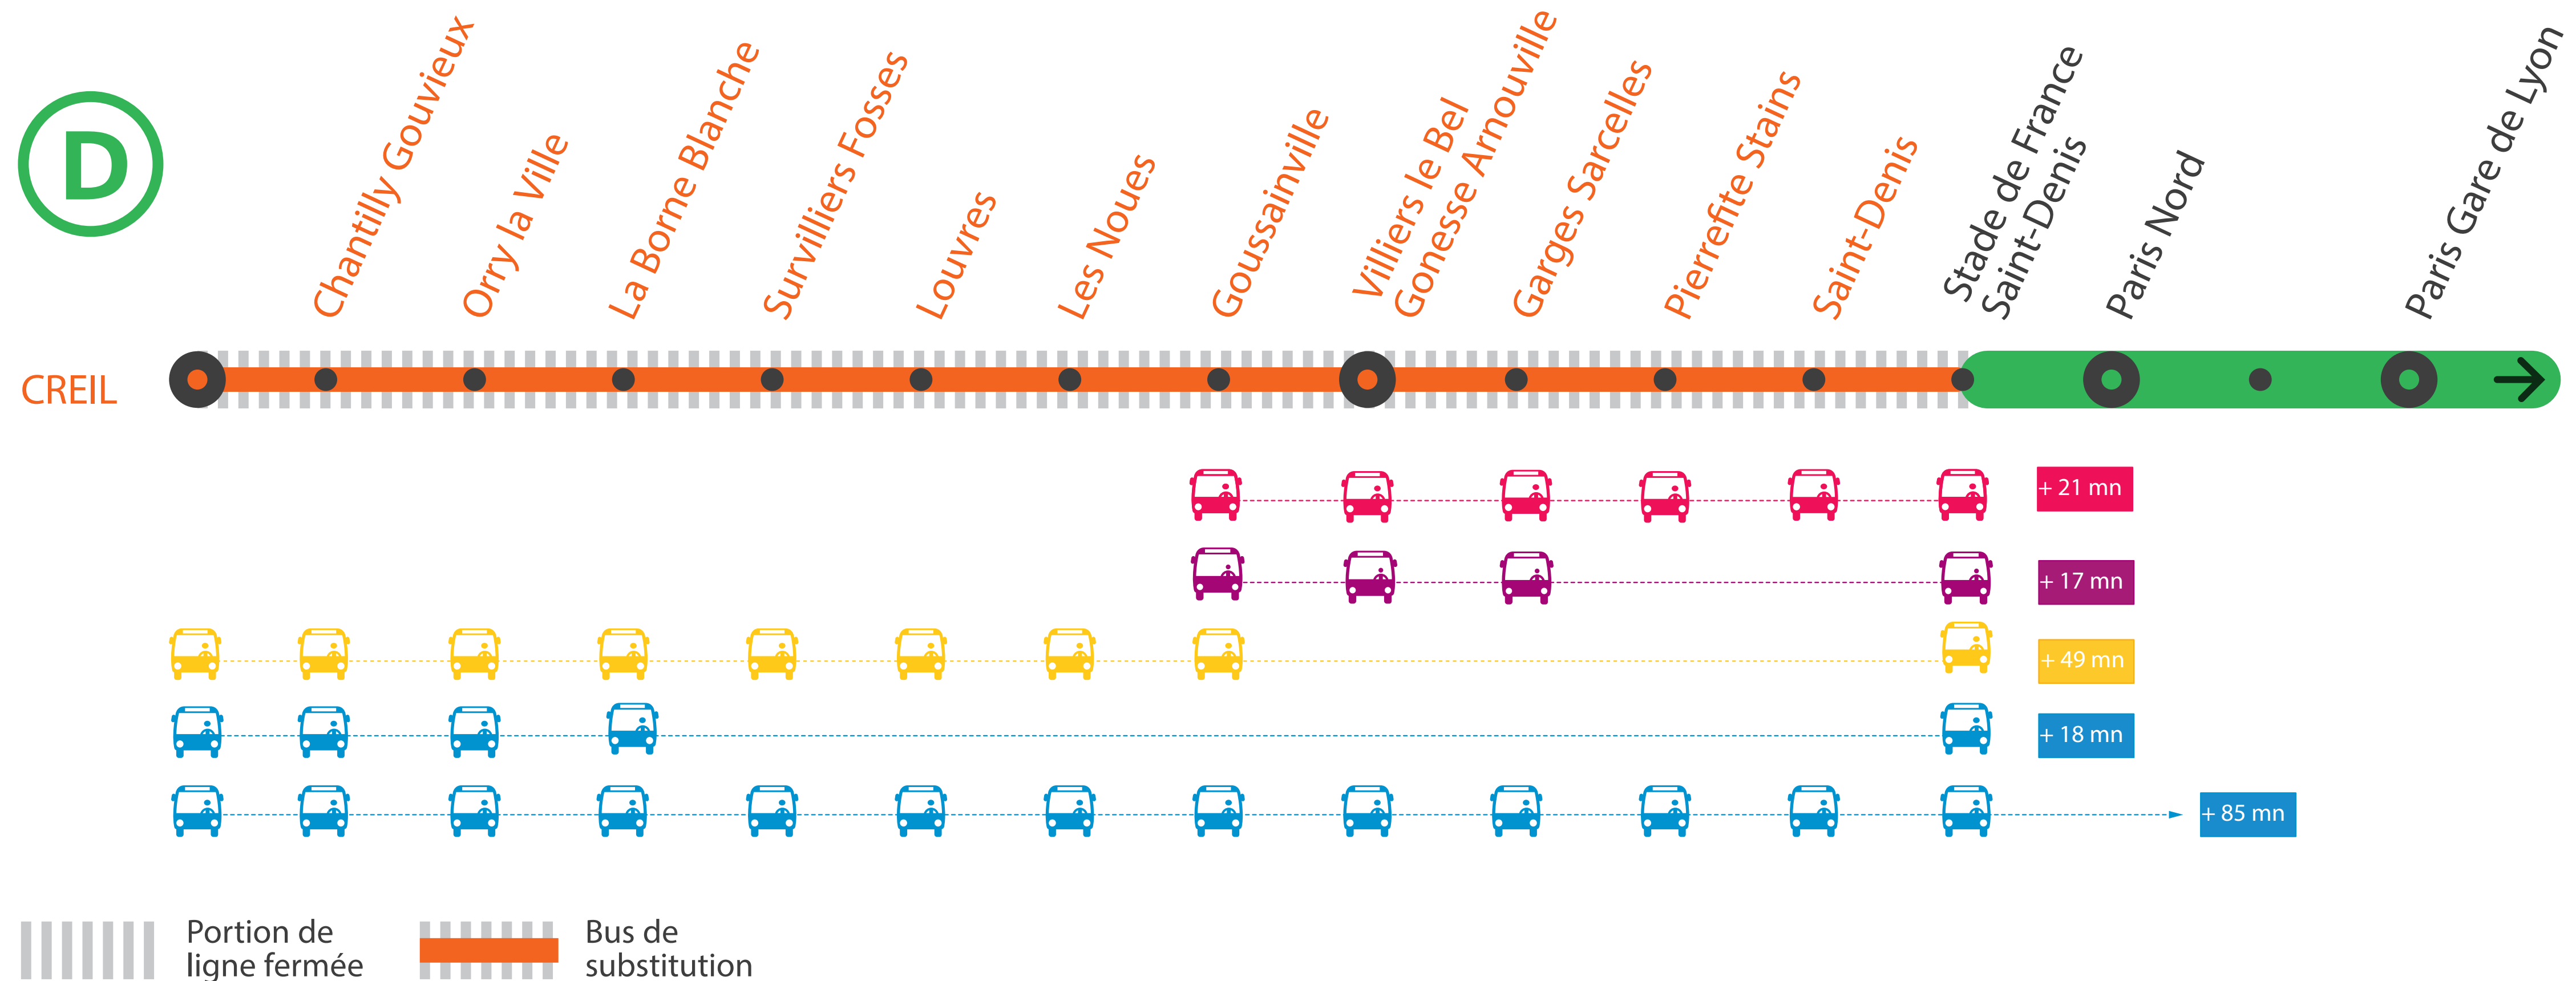 D
Chantilly Gouvieux
Orry la Ville
La Borne Blanche
Survilliers Fosses
Louvres
Les Noues
Goussainville
Villiers le Bel
Gonesse Arnouville
Garges Sarcelles
Pierrefite Stains
Saint-Denis
Stade de France
Saint-Denis
Paris Nord
Paris Gare de Lyon
CREIL
+ 21 mn
+ 17 mn
+ 49 mn
+ 18 mn
+ 85 mn
Portion de
ligne fermée
Bus de
substitution